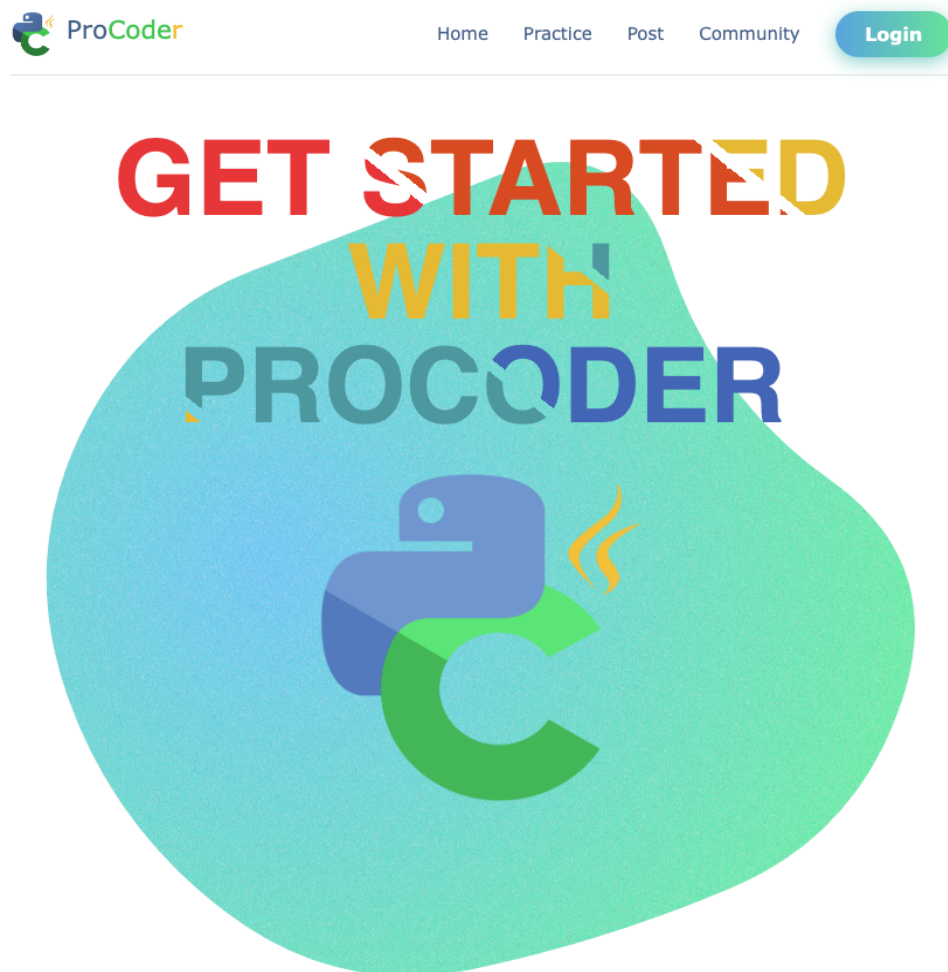 ProCoder
Home Practice Post Community Login
GET STARTED
WITH
PROCODER